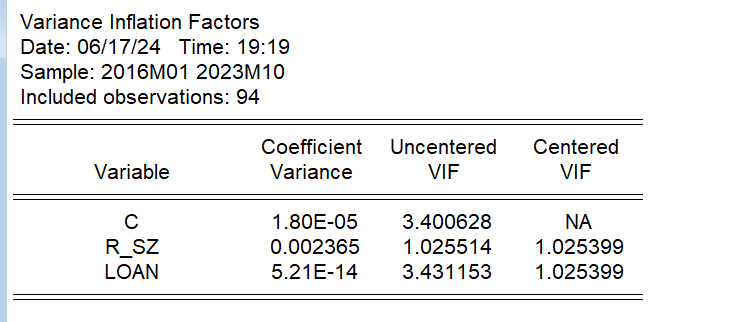 Variance Inflation Factors
Date: 06/17/24 Time: 19:19
Sample: 2016M01 2023M10
Included observations: 94
Coefficient Uncentered Centered
Variable Variance VIF VIF
C 1.80E-05 3.400628 NA
R_SZ 0.002365 1.025514 1.025399
LOAN 5.21E-14 3.431153 1.025399